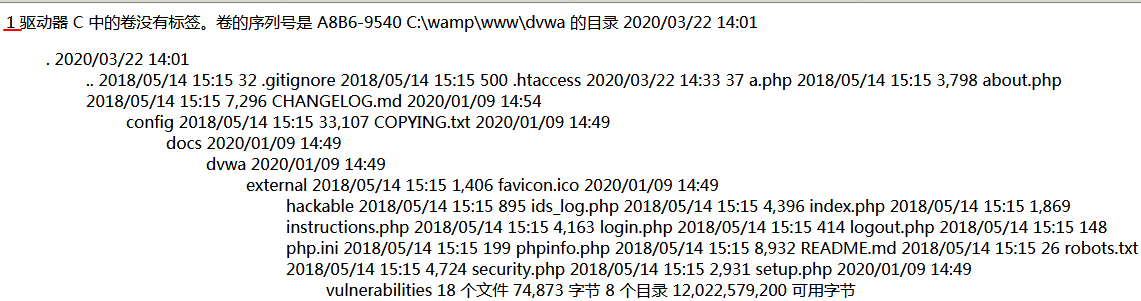 1 驱动器 C 中的卷没有标签。卷的序列号是 A8B6-9540 C:\wamp\www\dvwa 的目录 2020/03/22 14:01
. 2020/03/22 14:01
.. 2018/05/14 15:15 32 .gitignore 2018/05/14 15:15 500 .htaccess 2020/03/22 14:33 37 a.php 2018/05/14 15:15 3,798 about.php
2018/05/14 15:15 7,296 CHANGELOG.md 2020/01/09 14:54
config 2018/05/14 15:15 33,107 COPYING.txt 2020/01/09 14:49
docs 2020/01/09 14:49
dvwa 2020/01/09 14:49
external 2018/05/14 15:15 1,406 favicon.ico 2020/01/09 14:49
hackable 2018/05/14 15:15 895 ids_log.php 2018/05/14 15:15 4,396 index.php 2018/05/14 15:15 1,869
instructions.php 2018/05/14 15:15 4,163 login.php 2018/05/14 15:15 414 logout.php 2018/05/14 15:15 148
php.ini 2018/05/14 15:15 199 phpinfo.php 2018/05/14 15:15 8,932 README.md 2018/05/14 15:15 26 robots.txt
2018/05/14 15:15 4,724 security.php 2018/05/14 15:15 2,931 setup.php 2020/01/09 14:49
vulnerabilities 18 个文件 74,873 字节 8 个目录 12,022,579,200 可用字节